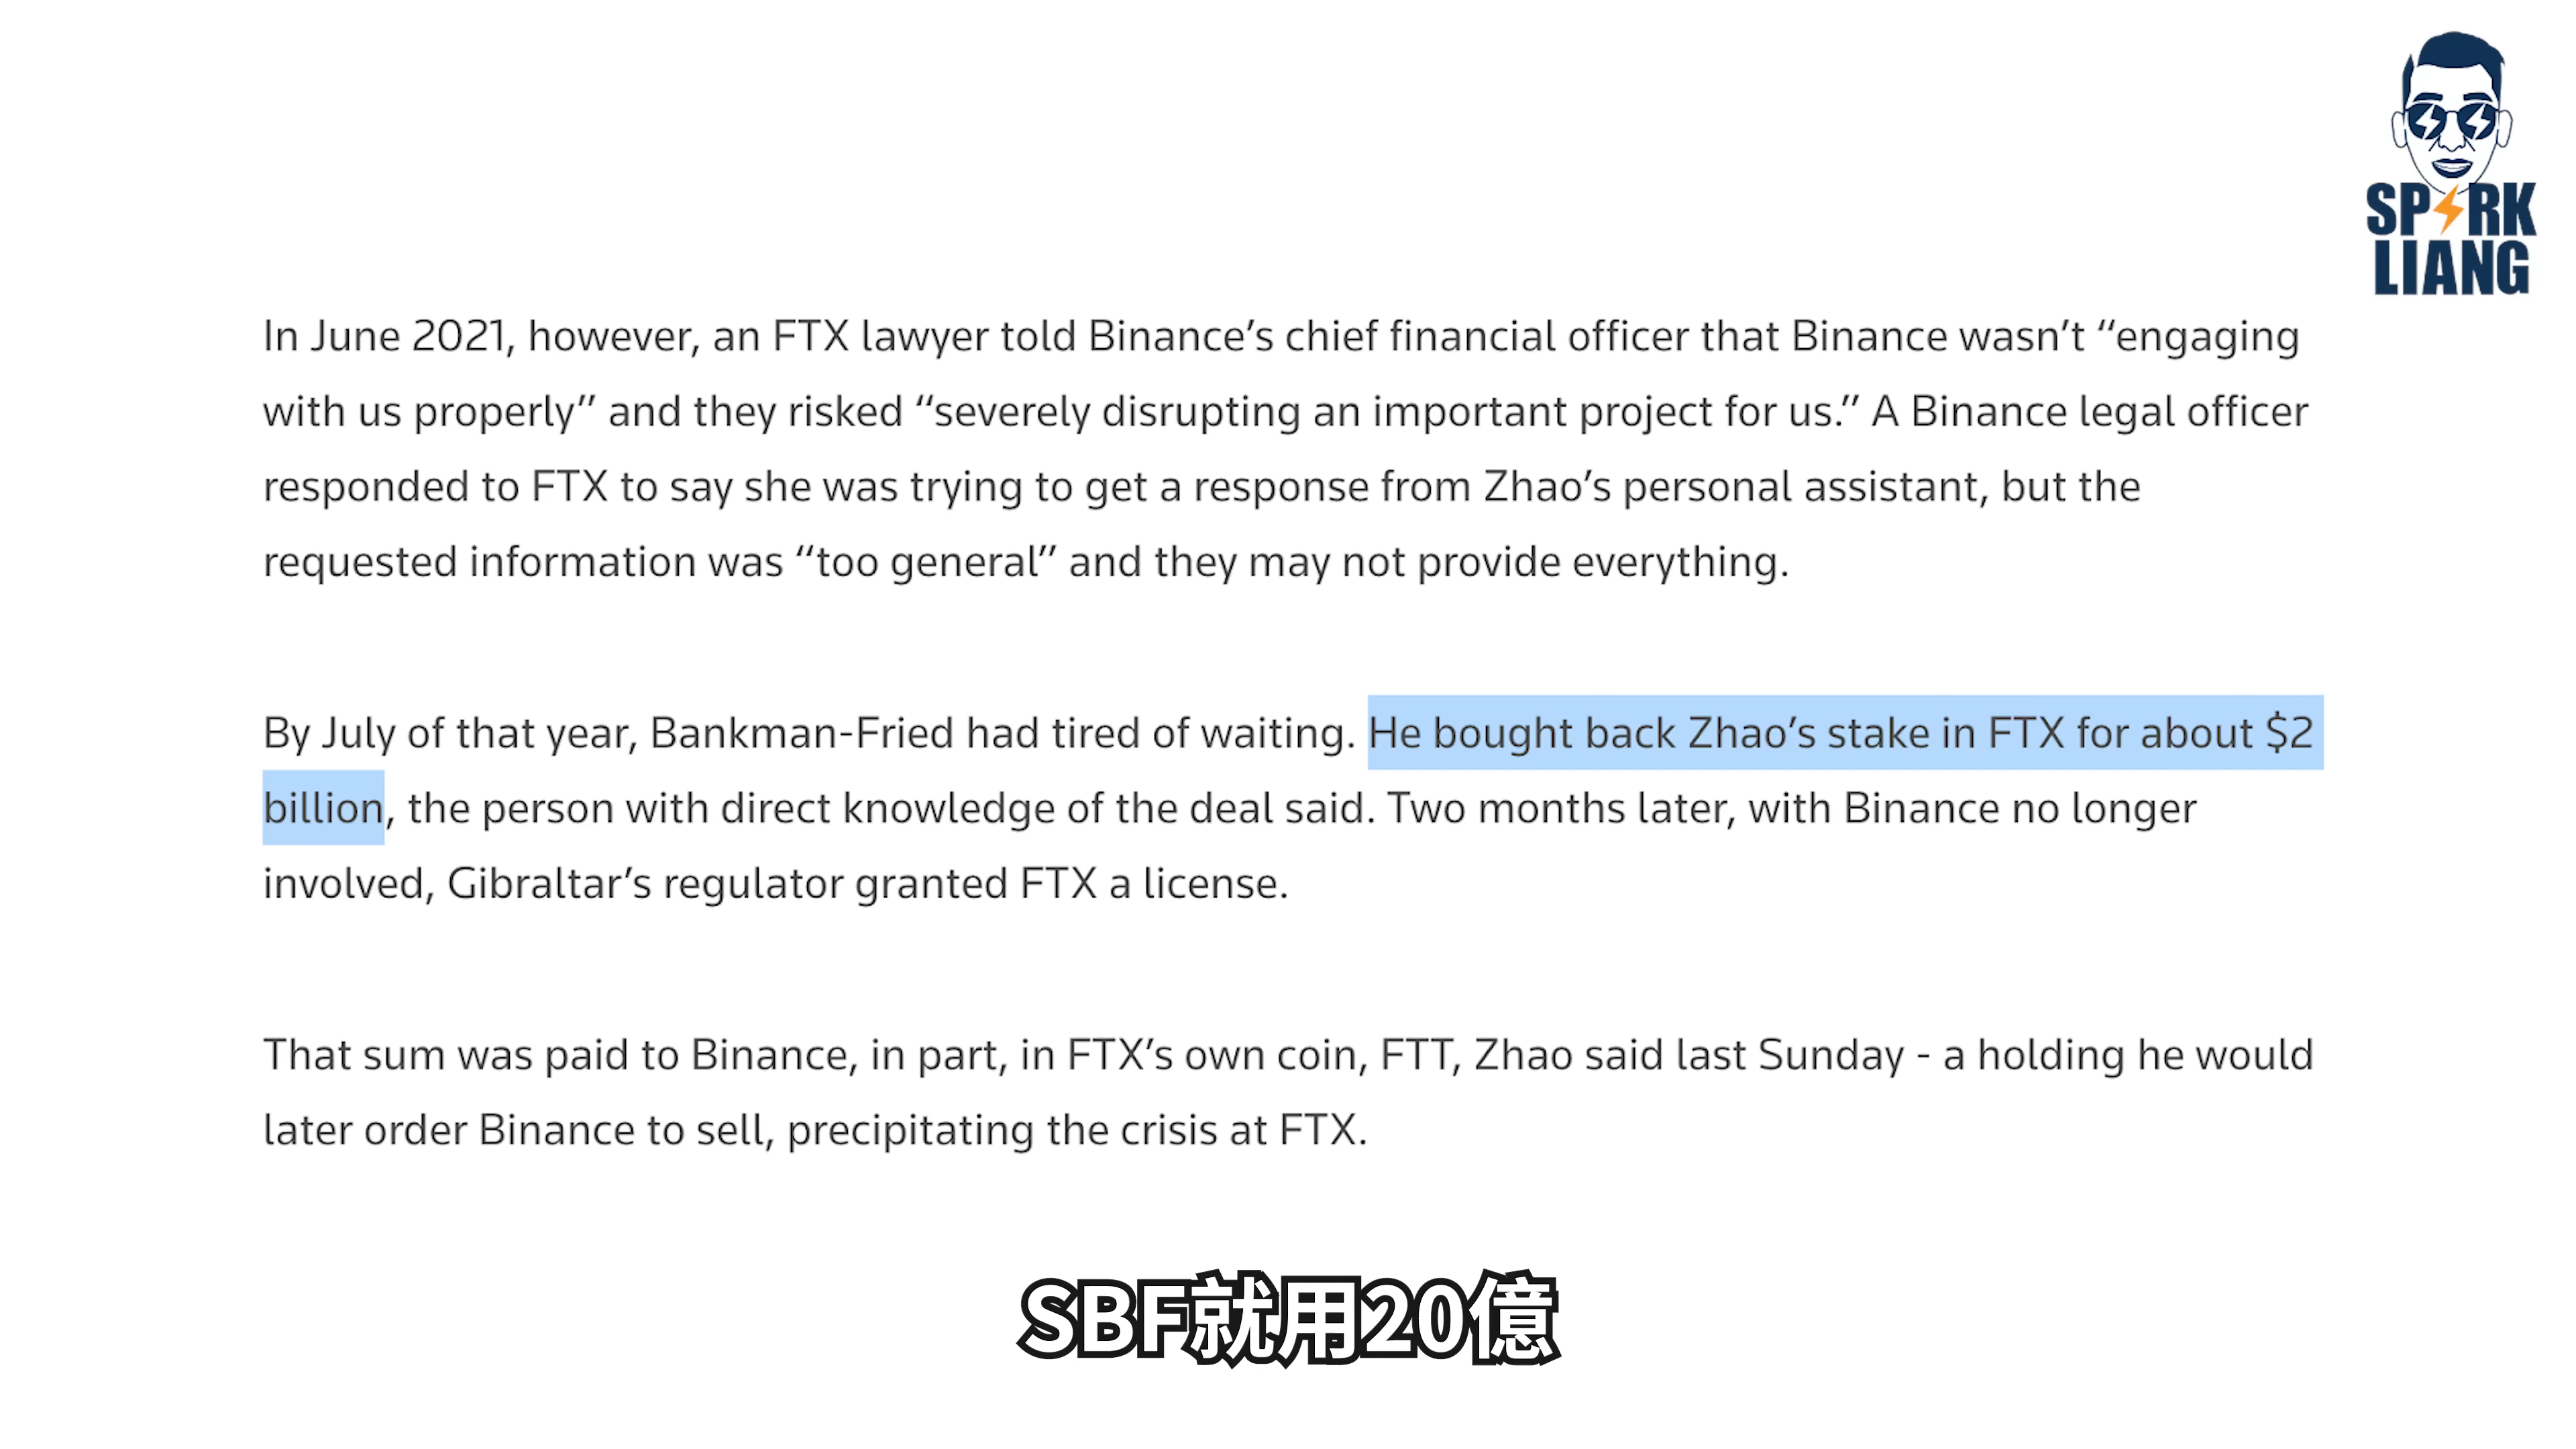 SP⚡RK
LIANG
In June 2021, however, an FTX lawyer told Binance’s chief financial officer that Binance wasn’t “engaging
with us properly” and they risked “severely disrupting an important project for us.” A Binance legal officer
responded to FTX to say she was trying to get a response from Zhao’s personal assistant, but the
requested information was “too general” and they may not provide everything.
By July of that year, Bankman-Fried had tired of waiting. He bought back Zhao’s stake in FTX for about $2
billion, the person with direct knowledge of the deal said. Two months later, with Binance no longer
involved, Gibraltar’s regulator granted FTX a license.
That sum was paid to Binance, in part, in FTX’s own coin, FTT, Zhao said last Sunday - a holding he would
later order Binance to sell, precipitating the crisis at FTX.
SBF就用20億